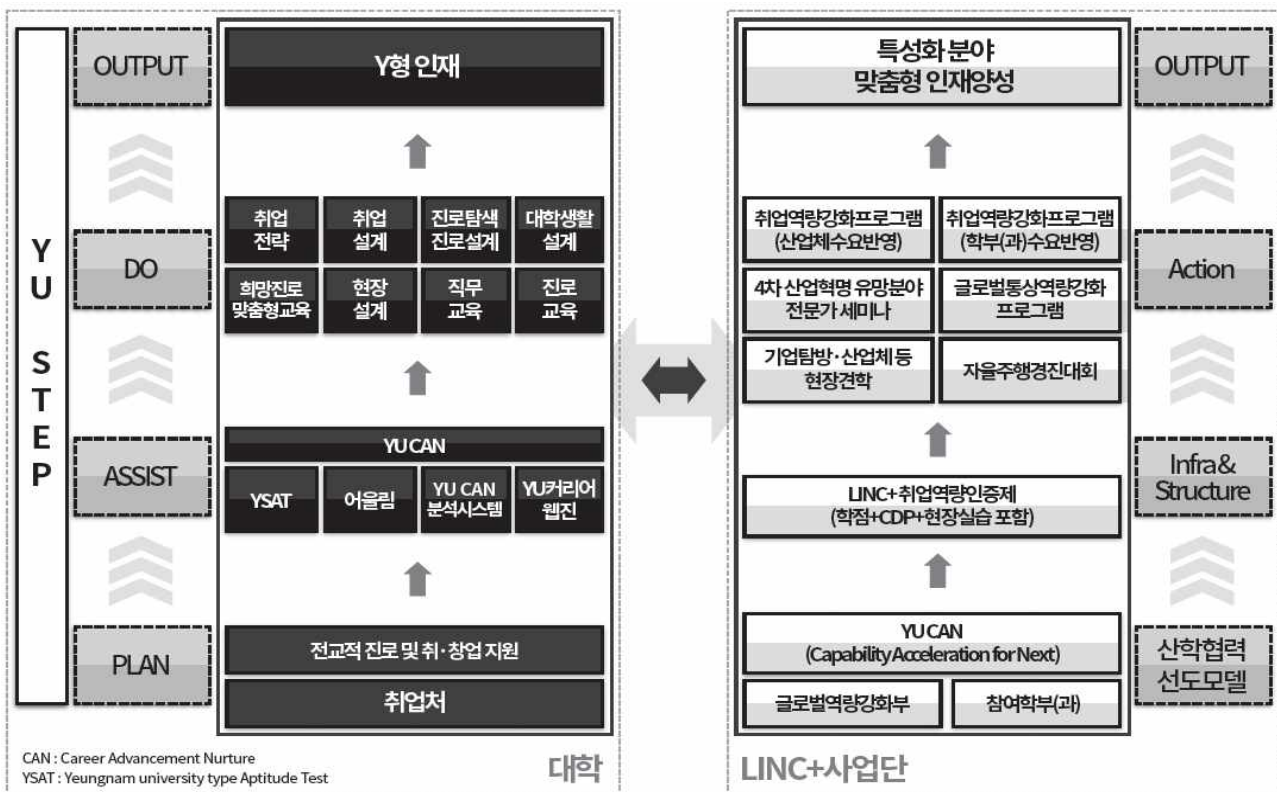 YU STEP
OUTPUT
DO
ASSIST
PLAN
Y형 인재
취업
전략
취업
설계
진로탐색
진로설계
대학생활
설계
희망진로
맞춤형교육
현장
설계
직무
교육
진로
교육
YU CAN
YSAT
어울림
YU CAN
분석시스템
YU커리어
웹진
전교적 진로 및 취·창업 지원
취업처
CAN : Career Advancement Nurture
YSAT : Yeungnam university type Aptitude Test
대학
특성화 분야
맞춤형 인재양성
취업역량강화프로그램
(산업체수요반영)
취업역량강화프로그램
(학부(과)수요반영)
4차 산업혁명 유망분야
전문가 세미나
글로벌통상역량강화
프로그램
기업탐방·산업체 등
현장견학
자율주행경진대회
LINC+ 취업역량인증제
(학점+CDP+현장실습 포함)
YU CAN
(Capability Acceleration for Next)
글로벌역량강화부
참여학부(과)
LINC+사업단
OUTPUT
Action
Infra &
Structure
산학협력
선도모델